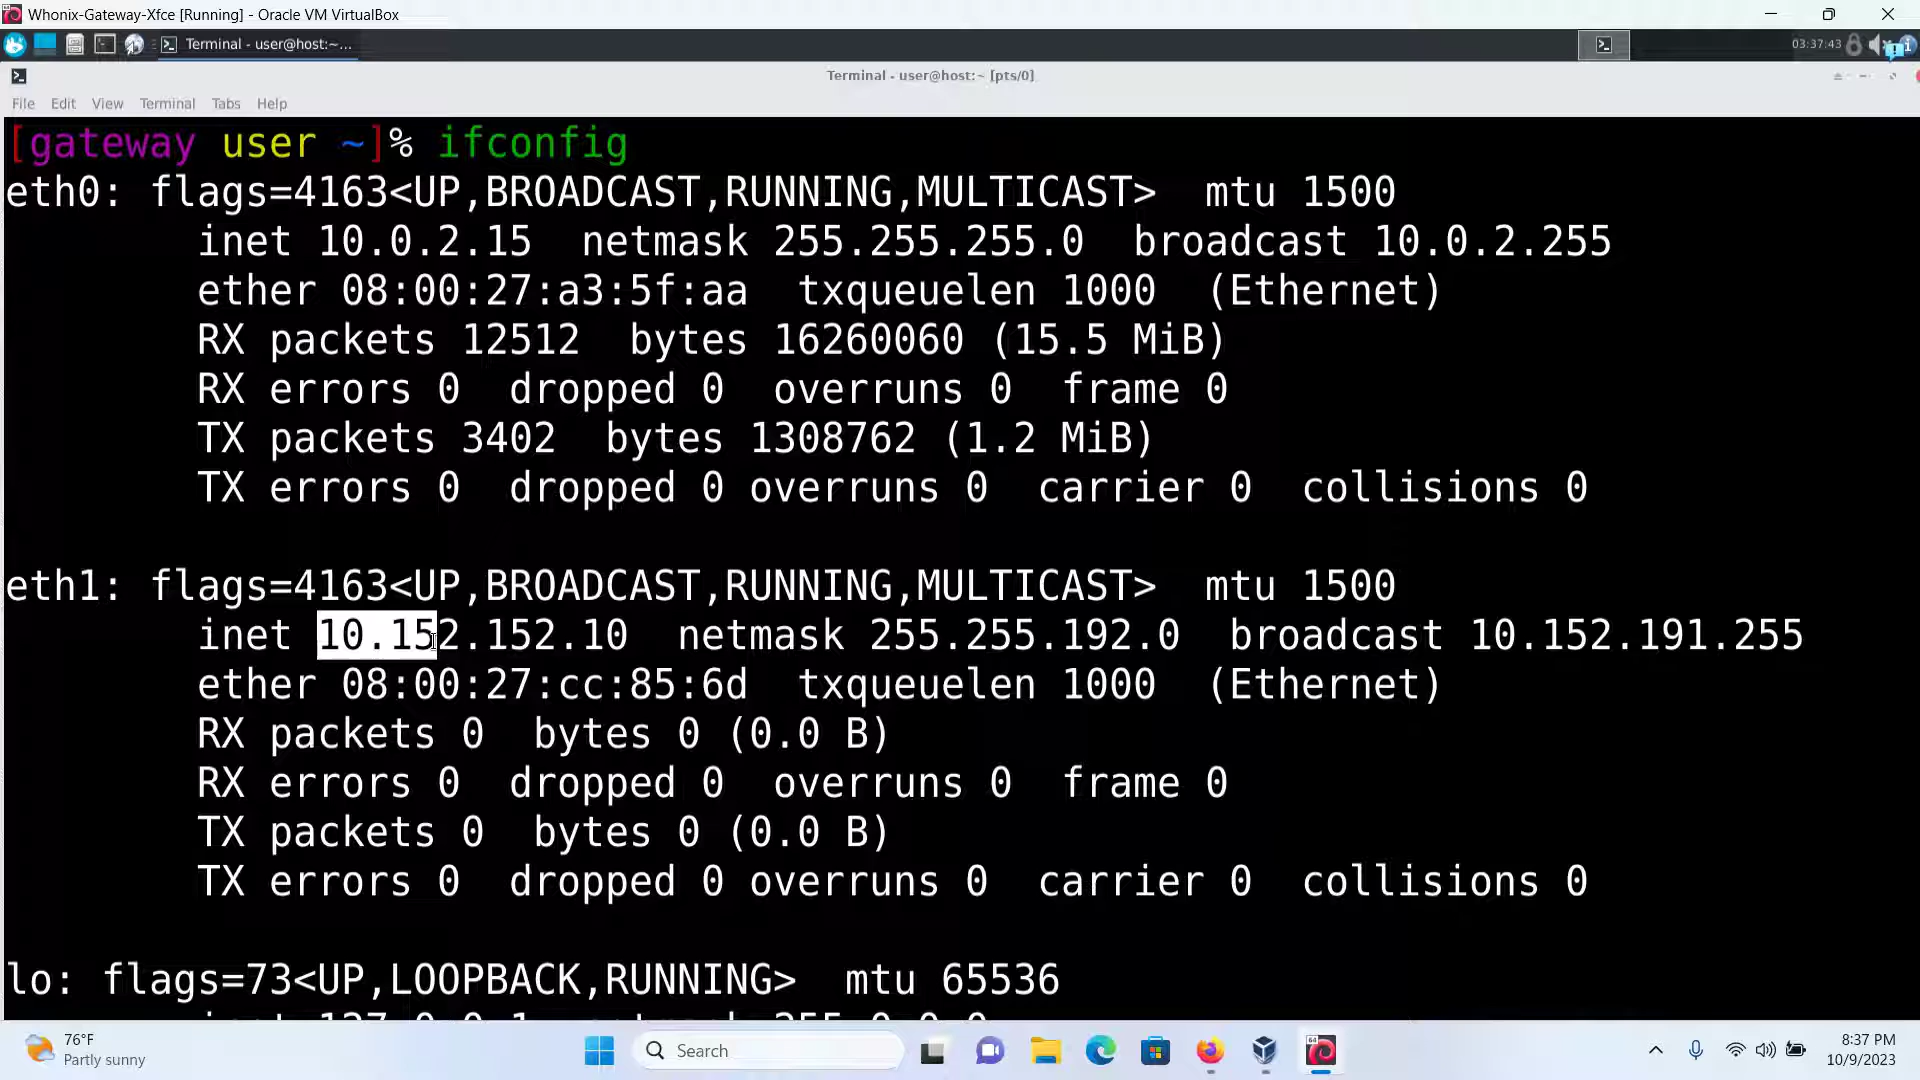 Whonix-Gateway-Xfce [Running] - Oracle VM VirtualBox
Terminal - user@host:~...
03:37:43
Terminal - user@host:~ [pts/0]
File Edit View Terminal Tabs Help
[gateway user ~]% ifconfig
eth0: flags=4163<UP,BROADCAST,RUNNING,MULTICAST>  mtu 1500
inet 10.0.2.15  netmask 255.255.255.0  broadcast 10.0.2.255
ether 08:00:27:a3:5f:aa  txqueuelen 1000  (Ethernet)
RX packets 12512  bytes 16260060 (15.5 MiB)
RX errors 0  dropped 0  overruns 0  frame 0
TX packets 3402  bytes 1308762 (1.2 MiB)
TX errors 0  dropped 0 overruns 0  carrier 0  collisions 0
eth1: flags=4163<UP,BROADCAST,RUNNING,MULTICAST>  mtu 1500
inet 10.152.152.10  netmask 255.255.192.0  broadcast 10.152.191.255
ether 08:00:27:cc:85:6d  txqueuelen 1000  (Ethernet)
RX packets 0  bytes 0 (0.0 B)
RX errors 0  dropped 0  overruns 0  frame 0
TX packets 0  bytes 0 (0.0 B)
TX errors 0  dropped 0 overruns 0  carrier 0  collisions 0
lo: flags=73<UP,LOOPBACK,RUNNING>  mtu 65536
76°F
Partly sunny
Search
8:37 PM
10/9/2023